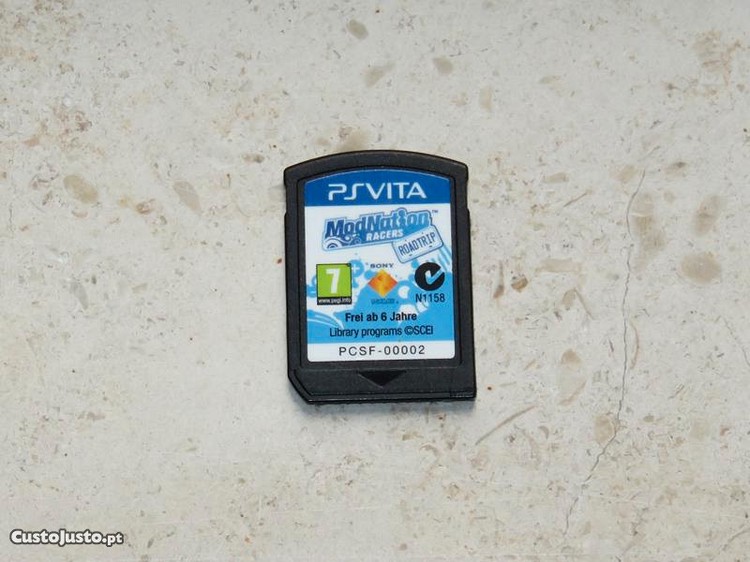 PSVITA
ModNation™
RACERS
ROADTRIP
7
www.pegi.info
SONY
N1158
Frei ab 6 Jahre
Library programs ©SCEI
PCSF-00002
CustoJusto.pt